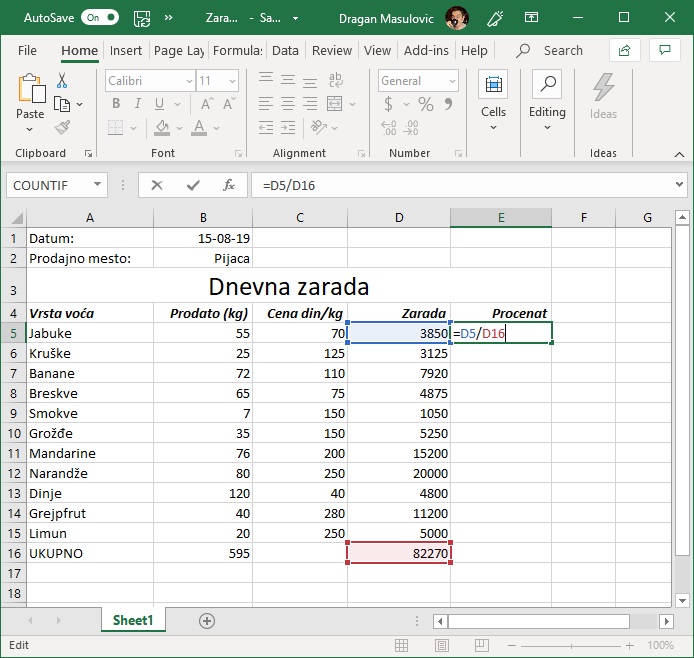 AutoSave On Zara... - Sa... Dragan Masulovic
File Home Insert Page Lay Formula: Data Review View Add-ins Help Search
Calibri 11 General
Paste B I U A A $ % Cells Editing Ideas
Clipboard Font Alignment Number Ideas
COUNTIF fx =D5/D16
A B C D E F G
1 Datum: 15-08-19
2 Prodajno mesto: Pijaca
3 Dnevna zarada
4 Vrsta voća Prodato (kg) Cena din/kg Zarada Procenat
5 Jabuke 55 70 3850 =D5/D16
6 Kruške 25 125 3125
7 Banane 72 110 7920
8 Breskve 65 75 4875
9 Smokve 7 150 1050
10 Grožđe 35 150 5250
11 Mandarine 76 200 15200
12 Narandže 80 250 20000
13 Dinje 120 40 4800
14 Grejpfrut 40 280 11200
15 Limun 20 250 5000
16 UKUPNO 595 82270
17
18
Sheet1
Edit 100%